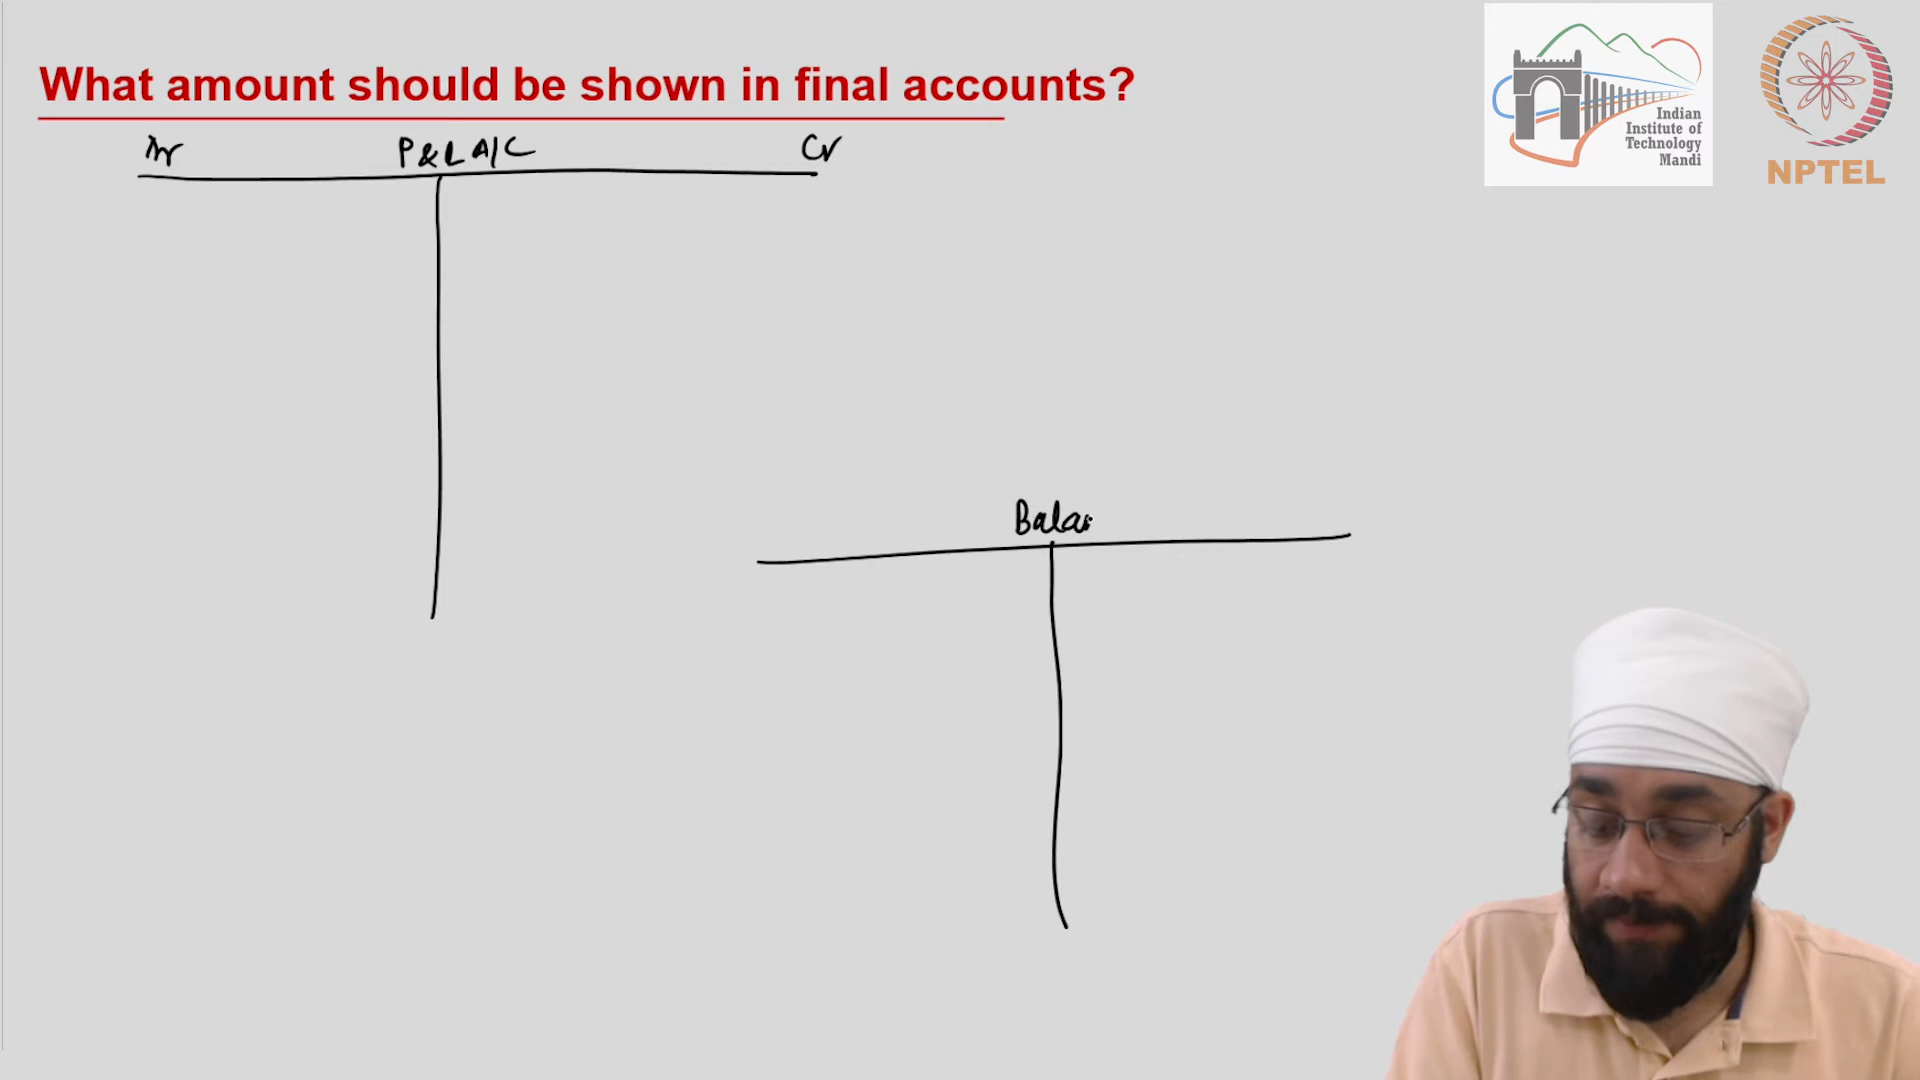 What amount should be shown in final accounts?
Dr P&L A/C Cr
Bala
Indian
Institute of
Technology
Mandi
NPTEL